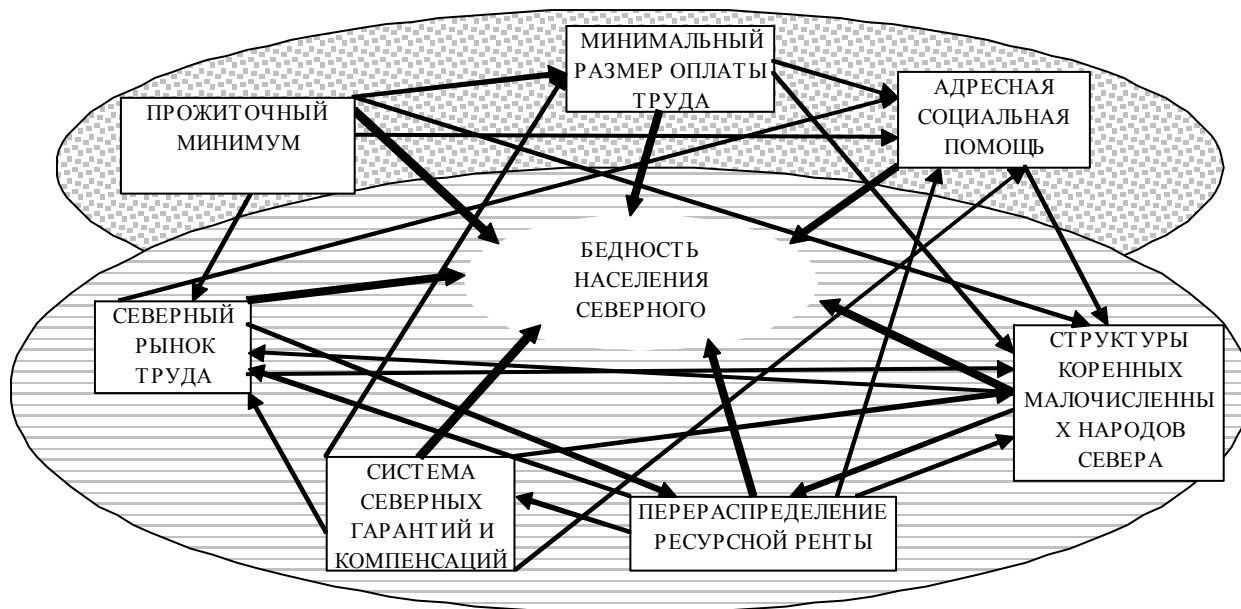 МИНИМАЛЬНЫЙ
РАЗМЕР ОПЛАТЫ
ТРУДА
АДРЕСНАЯ
СОЦИАЛЬНАЯ
ПОМОЩЬ
ПРОЖИТОЧНЫЙ
МИНИМУМ
БЕДНОСТЬ
НАСЕЛЕНИЯ
СЕВЕРНОГО
СЕВЕРНЫЙ
РЫНОК
ТРУДА
СТРУКТУРЫ
КОРЕННЫХ
МАЛОЧИСЛЕННЫ
Х НАРОДОВ
СЕВЕРА
СИСТЕМА
СЕВЕРНЫХ
ГАРАНТИЙ И
КОМПЕНСАЦИЙ
ПЕРЕРАСПРЕДЕЛЕНИЕ
РЕСУРСНОЙ РЕНТЫ